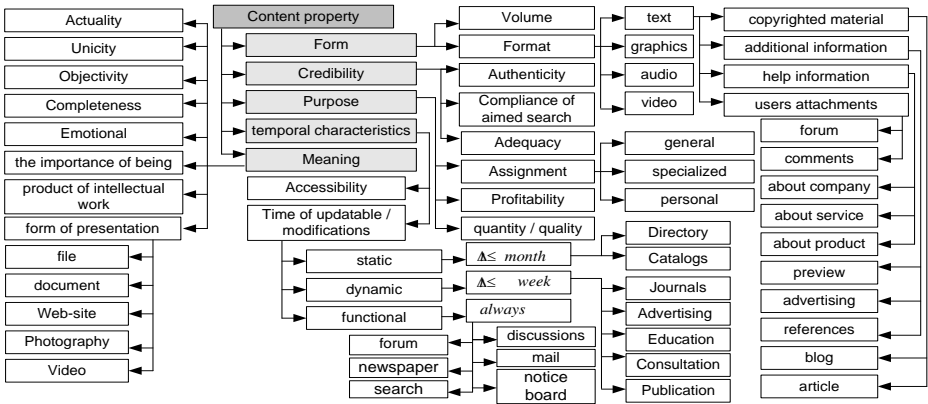 Content property
Form
Credibility
Purpose
temporal characteristics
Meaning
Actuality
Unicity
Objectivity
Completeness
Emotional
the importance of being
product of intellectual
work
form of presentation
file
document
Web-site
Photography
Video
Accessibility
Time of updatable /
modifications
static
dynamic
functional
≤ month
≤ week
always
forum
newspaper
search
discussions
mail
notice
board
Volume
Format
Authenticity
Compliance of
aimed search
Adequacy
Assignment
Profitability
quantity / quality
text
graphics
audio
video
general
specialized
personal
Directory
Catalogs
Journals
Advertising
Education
Consultation
Publication
copyrighted material
additional information
help information
users attachments
forum
comments
about company
about service
about product
preview
advertising
references
blog
article